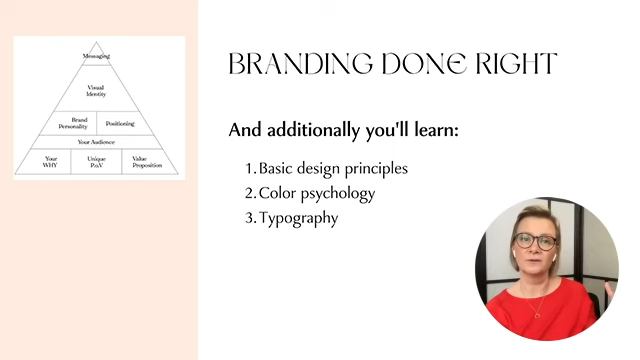 Messaging
Visual
Identity
Brand
Personality
Positioning
Your Audience
Your
WHY
Unique
P.o.V
Value
Proposition
BRANDING DONE RIGHT
And additionally you'll learn:
1. Basic design principles
2. Color psychology
3. Typography